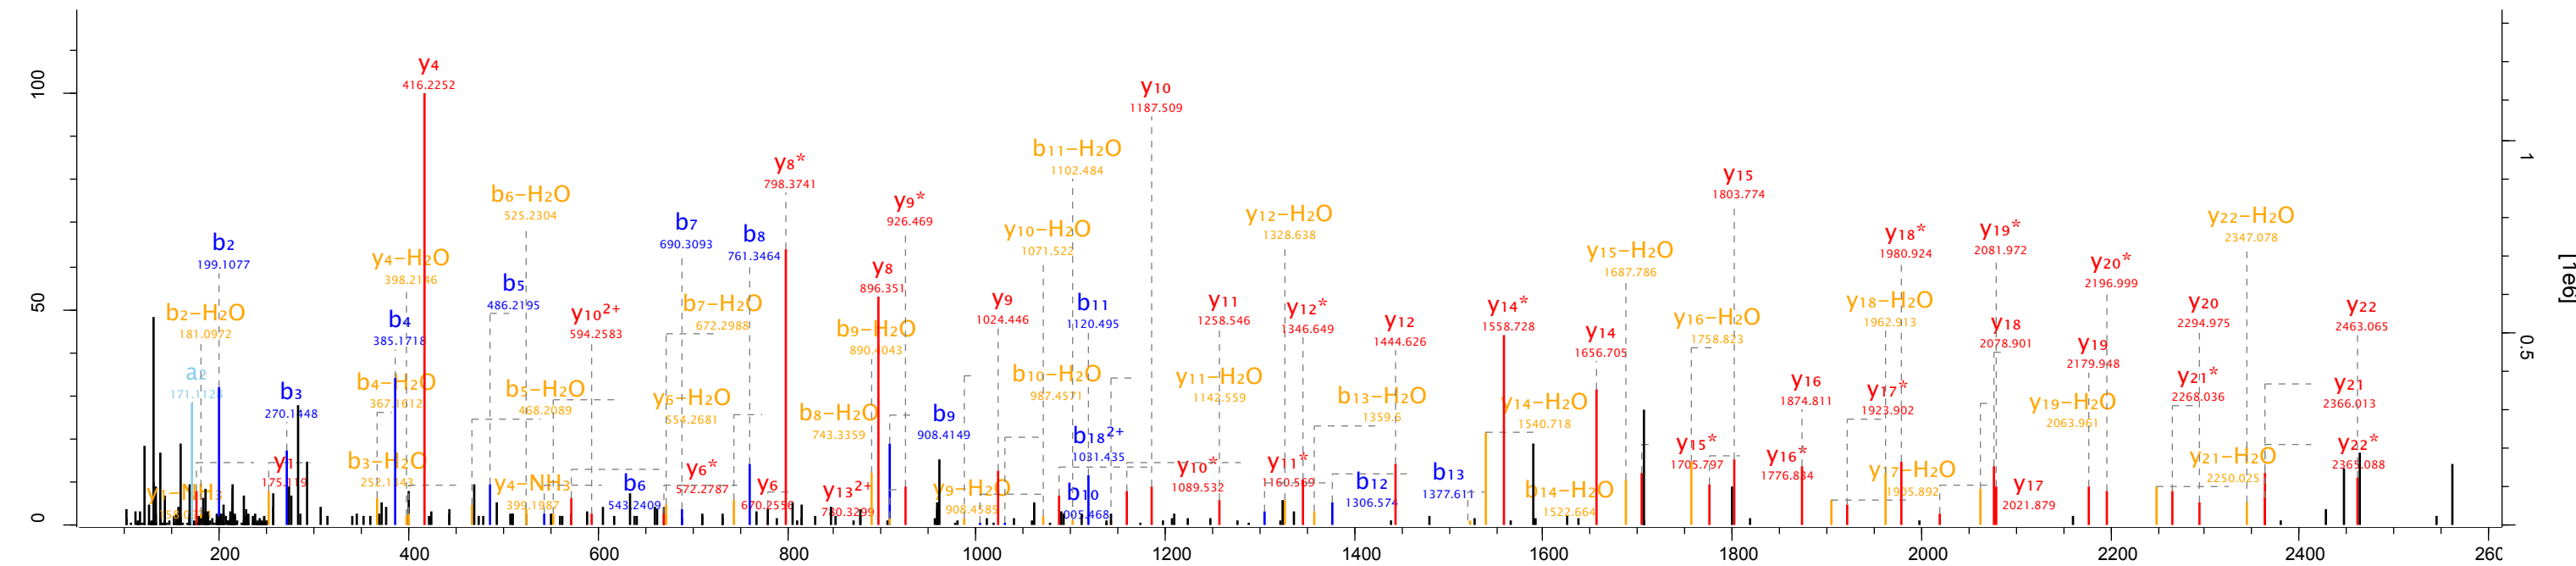 y4
416.2252
y10
1187.509
b11-H2O
1102.484
y8*
798.3741
y15
1803.774
b6-H2O
525.2304
y9*
926.469
y12-H2O
1328.638
y22-H2O
2347.078
b7
690.3093
b8
761.3464
y10-H2O
1071.522
y18*
1980.924
y19*
2081.972
b2
199.1077
y4-H2O
398.2146
y15-H2O
1687.786
y20*
2196.999
y8
896.351
b5
486.2195
b7-H2O
672.2988
b2-H2O
181.0972
b4
385.1718
y10 2+
594.2583
b9-H2O
890.4043
y9
1024.446
b11
1120.495
y11
1258.546
y12*
1346.649
y12
1444.626
y14*
1558.728
y14
1656.705
y16-H2O
1758.823
y18-H2O
1962.913
y18
2078.901
y19
2179.948
y20
2294.975
y22
2463.065
a2
b3
270.1448
b4-H2O
b5-H2O
468.2089
y6-H2O
554.2681
b8-H2O
743.3359
b9
908.4149
b10-H2O
987.4571
b18 2+
1031.435
y11-H2O
1142.559
b13-H2O
1359.6
y14-H2O
1540.718
y16
1874.811
y17*
1923.902
y19-H2O
2063.961
y21*
2268.036
y21
2366.013
y1
175.119
b3-H2O
252.1343
y4-NH3
399.1987
b6
543.2409
y6*
572.2787
y6
670.2556
y13 2+
780.3299
y9-H2O
908.4585
b10
1005.468
y10*
1089.532
y11*
1160.569
b12
1306.574
b13
1377.611
b14-H2O
1522.664
y15*
1705.797
y16*
1776.834
y17-H2O
1905.892
y17
2021.879
y21-H2O
2250.025
y22*
2365.088
y1-NH3
100
50
0
1
0.5
[1e6]
200
400
600
800
1000
1200
1400
1600
1800
2000
2200
2400